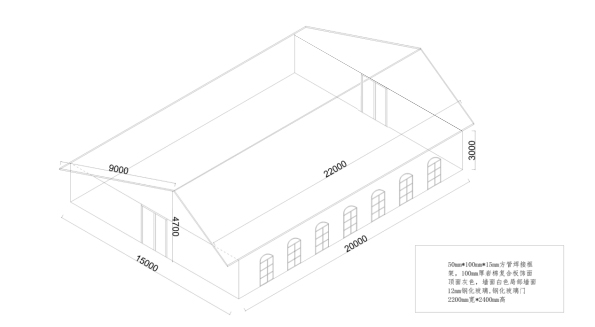 9000
22000
3000
4700
20000
15000
50mm*100mm*15mm方管焊接框
架，100mm厚岩棉复合板饰面
顶面灰色，墙面白色局部墙面
12mm钢化玻璃,钢化玻璃门
2200mm宽*2400mm高